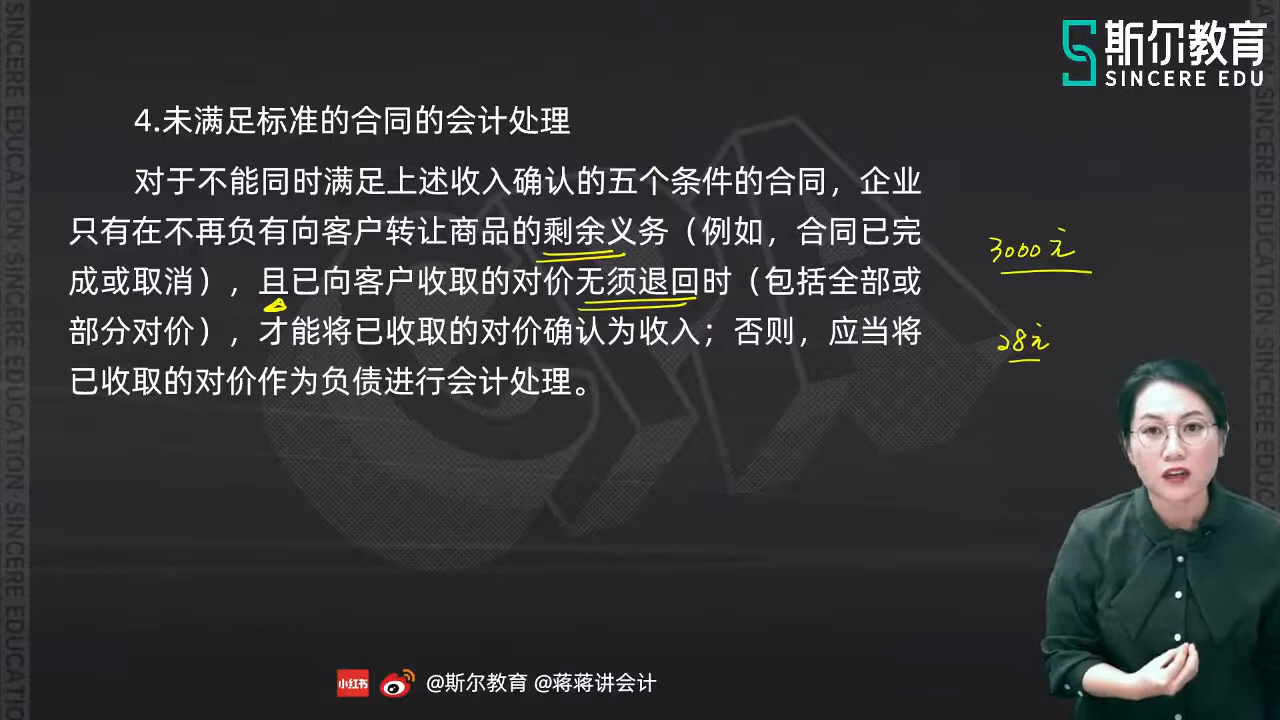 斯尔教育
SINCERE EDU
4.未满足标准的合同的会计处理
对于不能同时满足上述收入确认的五个条件的合同，企业
只有在不再负有向客户转让商品的剩余义务（例如，合同已完
成或取消），且已向客户收取的对价无须退回时（包括全部或
部分对价），才能将已收取的对价确认为收入；否则，应当将
已收取的对价作为负债进行会计处理。
3000元
28元
小红书
@斯尔教育 @蒋蒋讲会计
SINCERE EDUCATION
SINCERE EDUCATION